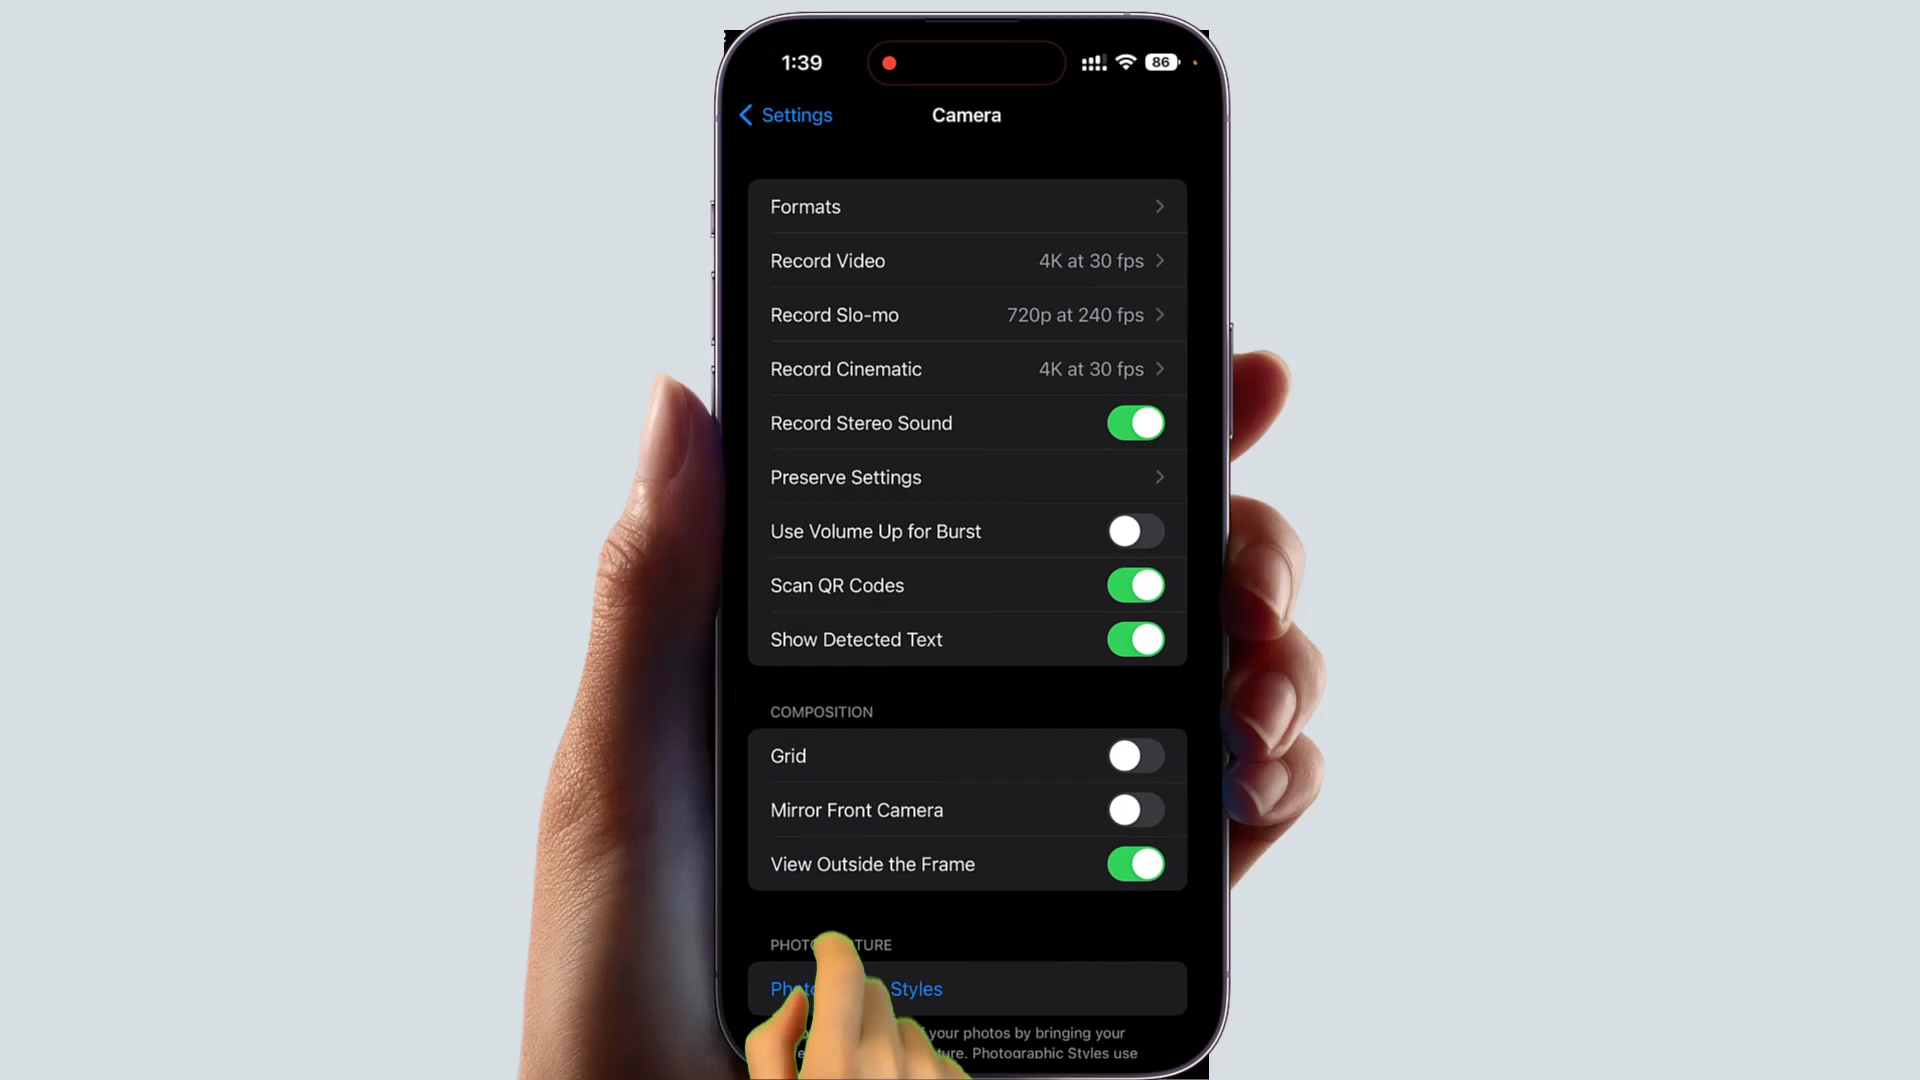 1:39
86
Settings
Camera
Formats
Record Video 4K at 30 fps
Record Slo-mo 720p at 240 fps
Record Cinematic 4K at 30 fps
Record Stereo Sound
Preserve Settings
Use Volume Up for Burst
Scan QR Codes
Show Detected Text
COMPOSITION
Grid
Mirror Front Camera
View Outside the Frame
Styles
your photos by bringing your
Photographic Styles use